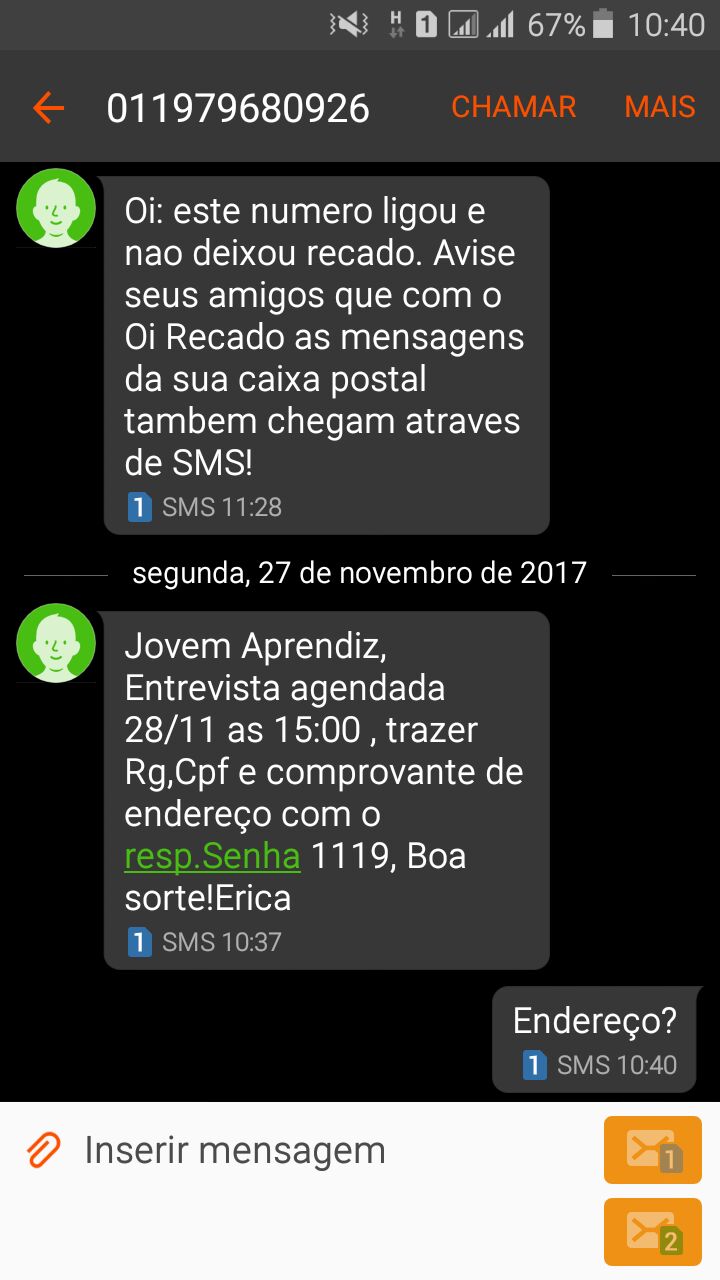 H 1 67% 10:40
011979680926 CHAMAR MAIS
Oi: este numero ligou e
nao deixou recado. Avise
seus amigos que com o
Oi Recado as mensagens
da sua caixa postal
tambem chegam atraves
de SMS!
1 SMS 11:28
segunda, 27 de novembro de 2017
Jovem Aprendiz,
Entrevista agendada
28/11 as 15:00 , trazer
Rg,Cpf e comprovante de
endereço com o
resp.Senha 1119, Boa
sorte!Erica
1 SMS 10:37
Endereço?
1 SMS 10:40
Inserir mensagem
1
2